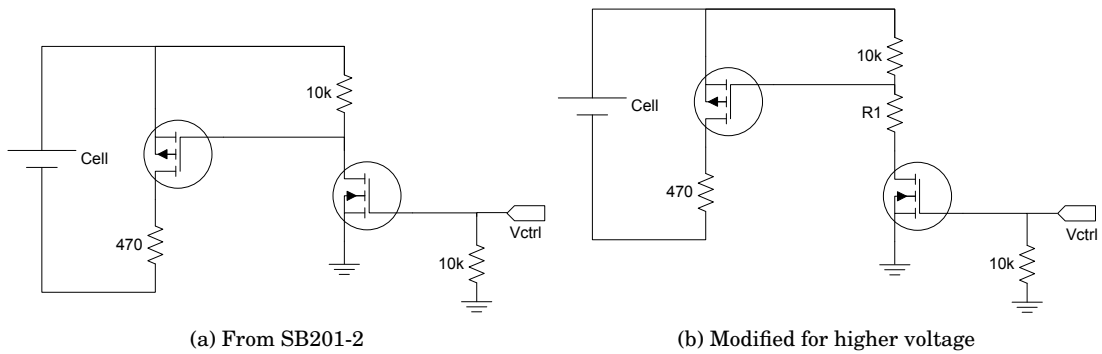 10k
Cell
470
Vctrl
10k
(a) From SB201-2
10k
R1
Cell
470
Vctrl
10k
(b) Modified for higher voltage